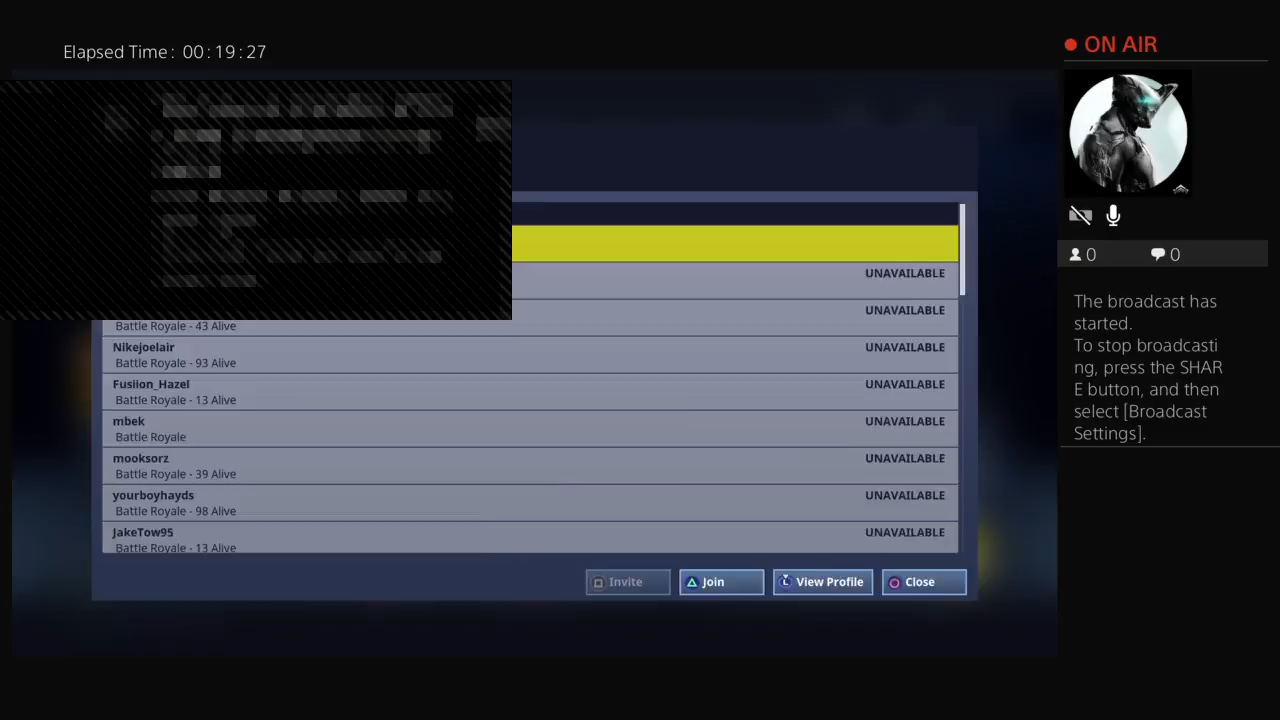 Elapsed Time: 00:19:27
ON AIR
0 0
The broadcast has
started.
To stop broadcasti
ng, press the SHAR
E button, and then
select [Broadcast
Settings].
UNAVAILABLE
UNAVAILABLE
Battle Royale - 43 Alive
Nikejoelair UNAVAILABLE
Battle Royale - 93 Alive
Fusiion_Hazel UNAVAILABLE
Battle Royale - 13 Alive
mbek UNAVAILABLE
Battle Royale
mooksorz UNAVAILABLE
Battle Royale - 39 Alive
yourboyhayds UNAVAILABLE
Battle Royale - 98 Alive
JakeTow95 UNAVAILABLE
Battle Royale - 13 Alive
Invite Join L View Profile Close